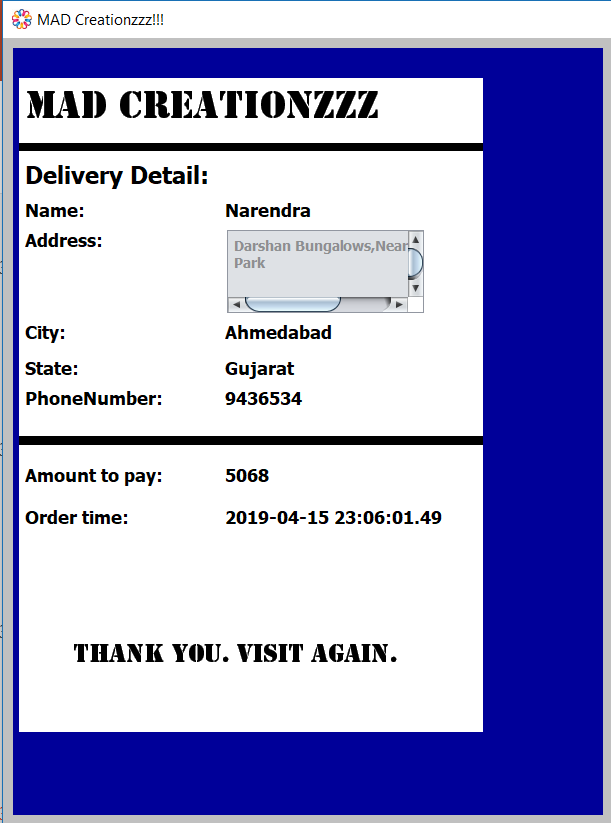 MAD Creationzzz!!!
MAD CREATIONZZZ
Delivery Detail:
Name: Narendra
Address: Darshan Bungalows,Near
Park
City: Ahmedabad
State: Gujarat
PhoneNumber: 9436534
Amount to pay: 5068
Order time: 2019-04-15 23:06:01.49
THANK YOU. VISIT AGAIN.